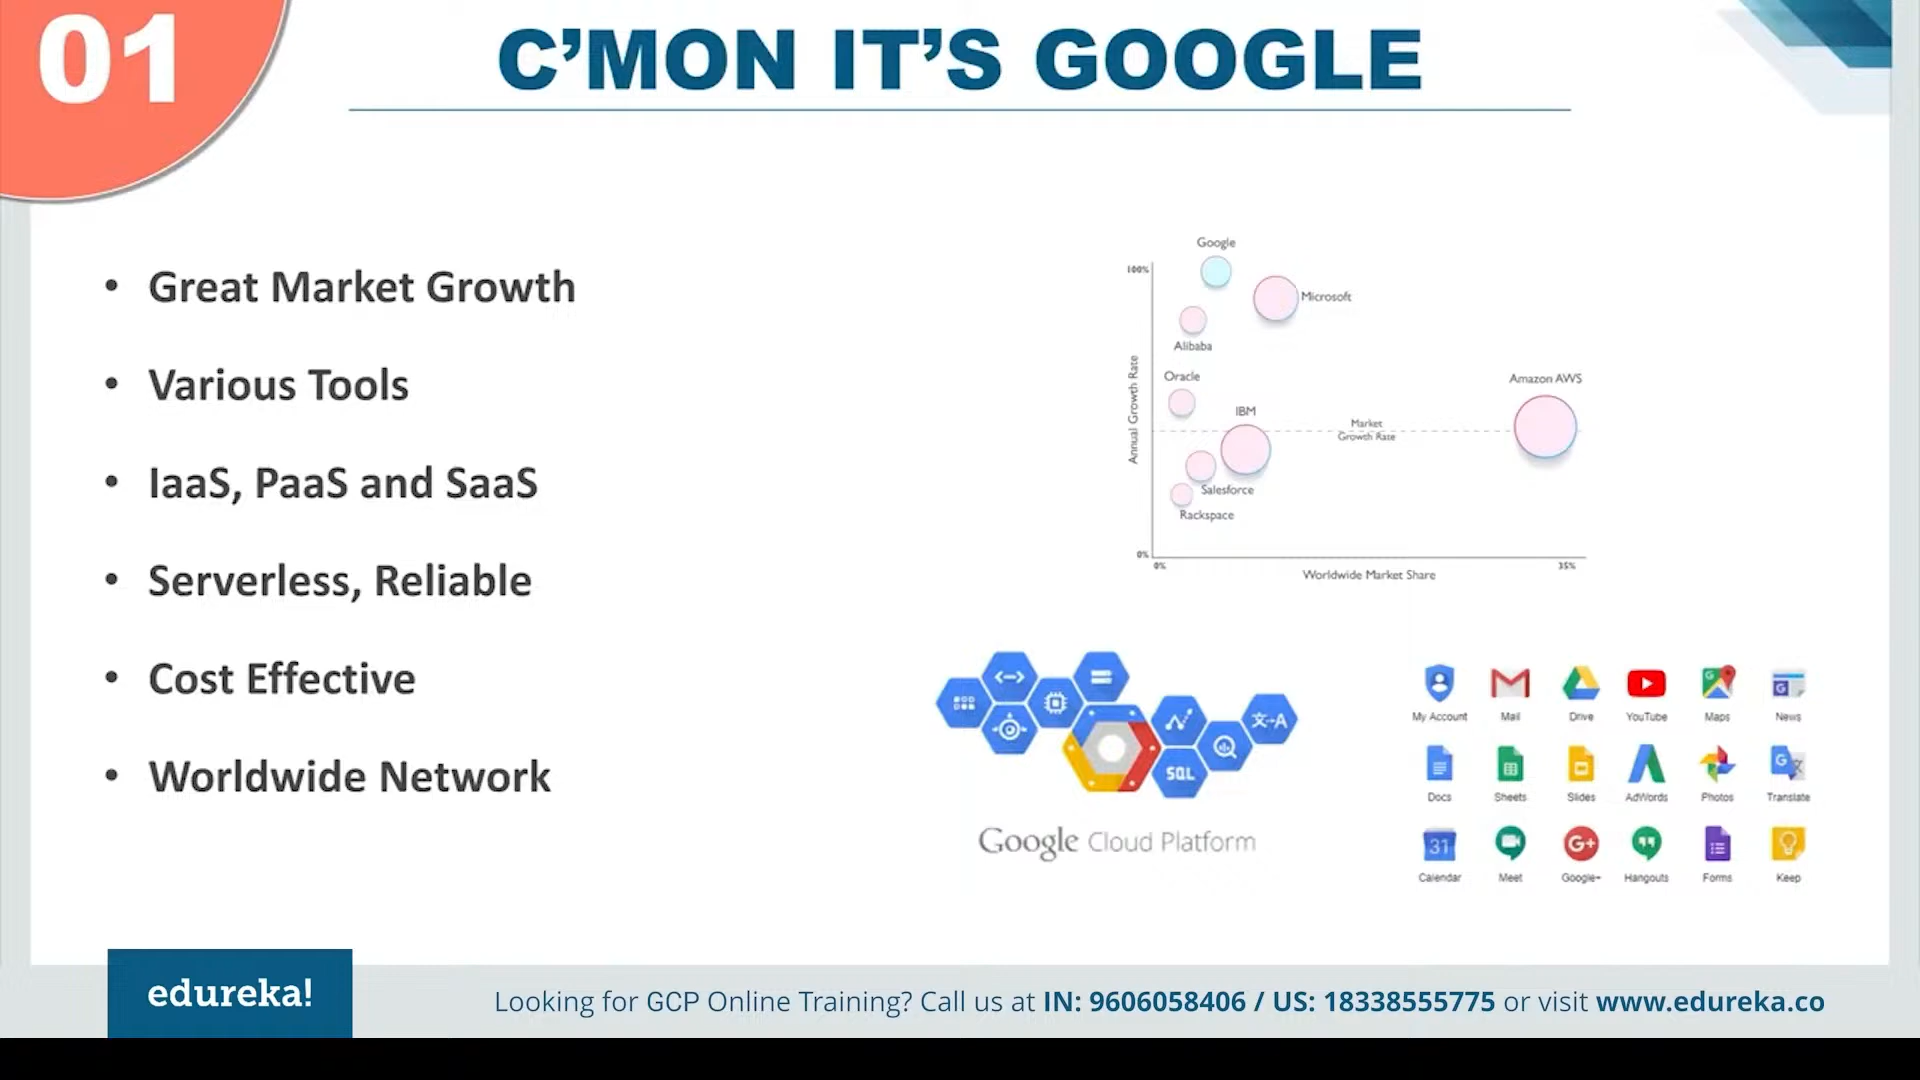 01
C’MON IT’S GOOGLE
• Great Market Growth
• Various Tools
• IaaS, PaaS and SaaS
• Serverless, Reliable
• Cost Effective
• Worldwide Network
Google
100%
Microsoft
Alibaba
Oracle
Amazon AWS
IBM
Market
Growth Rate
Annual Growth Rate
Salesforce
Rackspace
0%
0%
35%
Worldwide Market Share
文A
SQL
Google Cloud Platform
My Account Mail Drive YouTube Maps News
Docs Sheets Slides AdWords Photos Translate
31 G+
Calendar Meet Google+ Hangouts Forms Keep
edureka!
Looking for GCP Online Training? Call us at IN: 9606058406 / US: 18338555775 or visit www.edureka.co